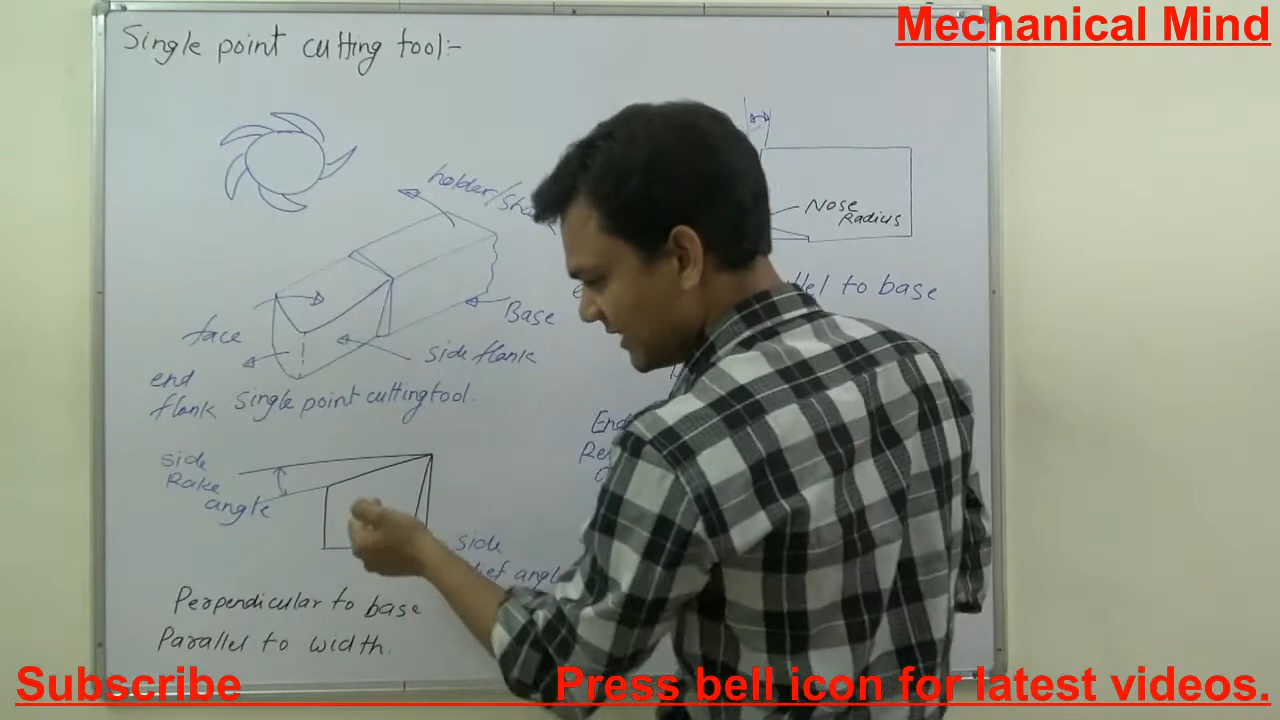 Mechanical Mind
Single point cutting tool:-
holder/
Nose
Radius
to base
Base
face
side flank
end
flank
single point cutting tool.
End
side
Rake
angle
side
angle
Perpendicular to base
Parallel to width.
Subscribe
Press bell icon for latest videos.